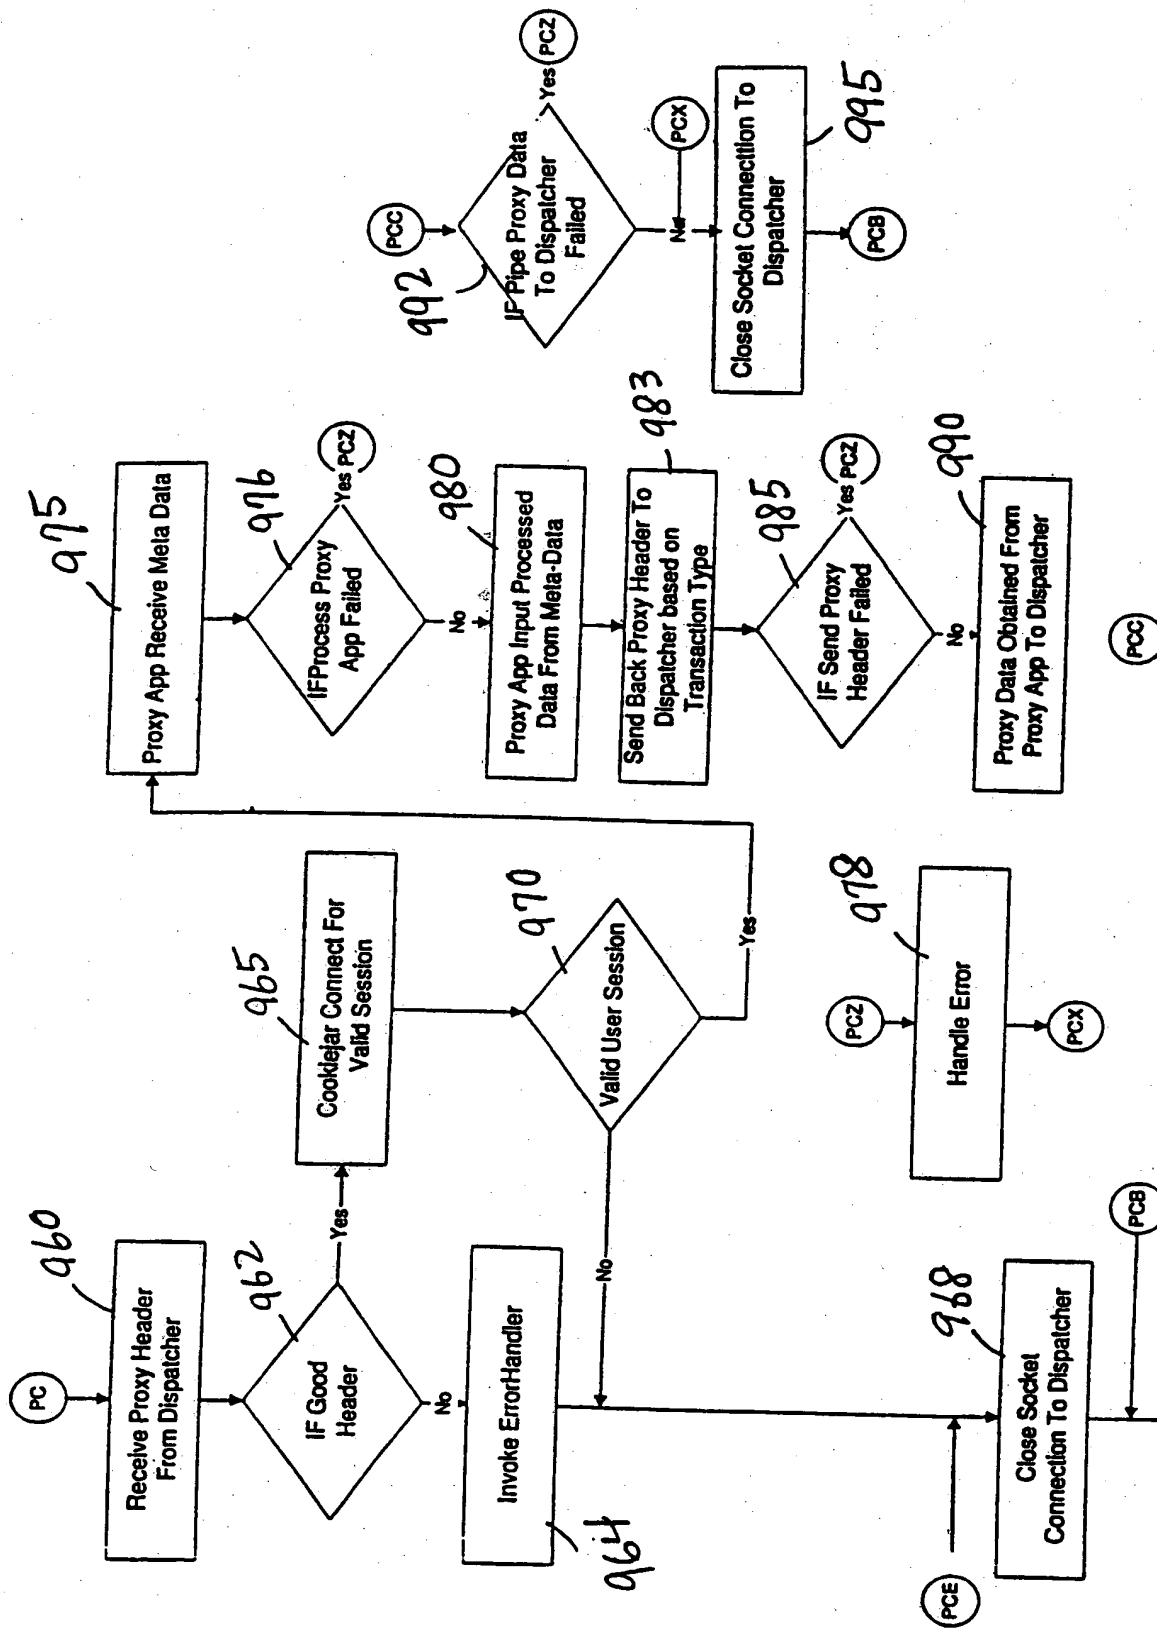 PC
960
Receive Proxy Header
From Dispatcher
962
IF Good
Header
Yes
No
Invoke ErrorHandler
964
965
Cookiejar Connect For
Valid Session
970
Valid User Session
No
Yes
PCE
968
Close Socket
Connection To Dispatcher
PCB
975
Proxy App Receive Meta Data
976
IFProcess Proxy
App Failed
Yes
PCZ
No
980
Proxy App Input Processed
Data From Meta-Data
983
Send Back Proxy Header To
Dispatcher based on
Transaction Type
985
IF Send Proxy
Header Failed
Yes
PCZ
No
990
Proxy Data Obtained From
Proxy App To Dispatcher
PCC
PCZ
978
Handle Error
PCX
PCC
992
IF Pipe Proxy Data
To Dispatcher
Failed
Yes
PCZ
No
PCX
Close Socket Connecttion To
Dispatcher
995
PCB